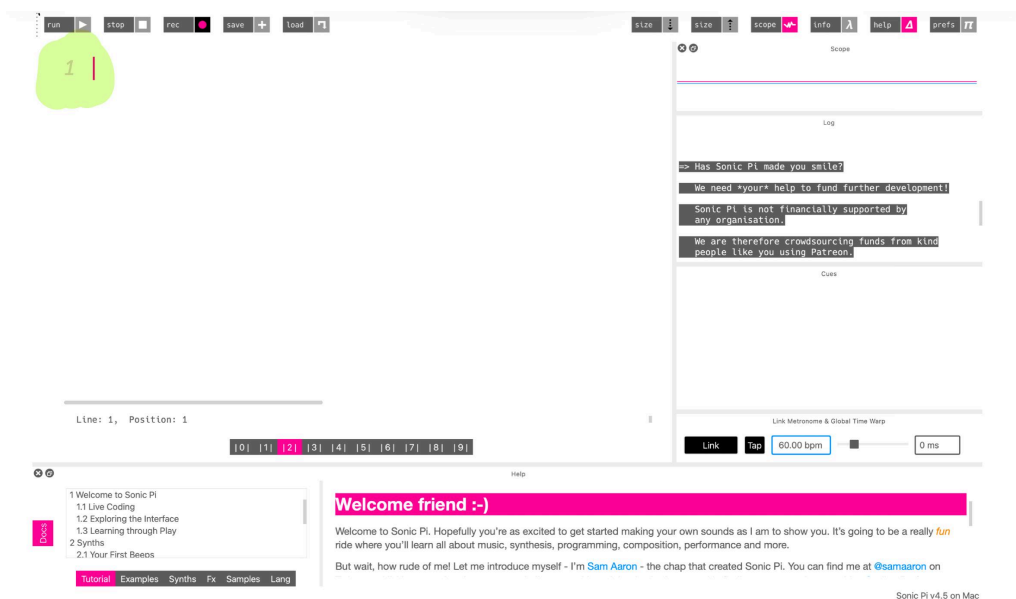 run stop rec save load size size scope info λ help prefs π
Scope
1
Log
=> Has Sonic Pi made you smile?
We need *your* help to fund further development!
Sonic Pi is not financially supported by
any organisation.
We are therefore crowdsourcing funds from kind
people like you using Patreon.
Cues
Line: 1, Position: 1
Link Metronome & Global Time Warp
|0| |1| |2| |3| |4| |5| |6| |7| |8| |9|
Link Tap 60.00 bpm 0 ms
Help
Docs
1 Welcome to Sonic Pi
1.1 Live Coding
1.2 Exploring the Interface
1.3 Learning through Play
2 Synths
2.1 Your First Beeps
Tutorial Examples Synths Fx Samples Lang
Welcome friend :-)
Welcome to Sonic Pi. Hopefully you’re as excited to get started making your own sounds as I am to show you. It’s going to be a really fun
ride where you’ll learn all about music, synthesis, programming, composition, performance and more.
But wait, how rude of me! Let me introduce myself - I’m Sam Aaron - the chap that created Sonic Pi. You can find me at @samaaron on
Sonic Pi v4.5 on Mac